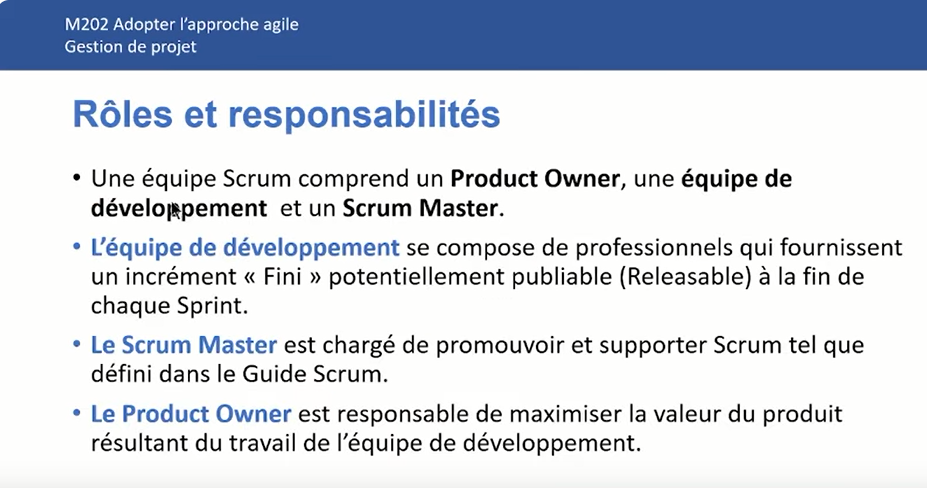 M202 Adopter l'approche agile
Gestion de projet
Rôles et responsabilités
• Une équipe Scrum comprend un Product Owner, une équipe de
développement et un Scrum Master.
• L'équipe de développement se compose de professionnels qui fournissent
un incrément « Fini » potentiellement publiable (Releasable) à la fin de
chaque Sprint.
• Le Scrum Master est chargé de promouvoir et supporter Scrum tel que
défini dans le Guide Scrum.
• Le Product Owner est responsable de maximiser la valeur du produit
résultant du travail de l'équipe de développement.